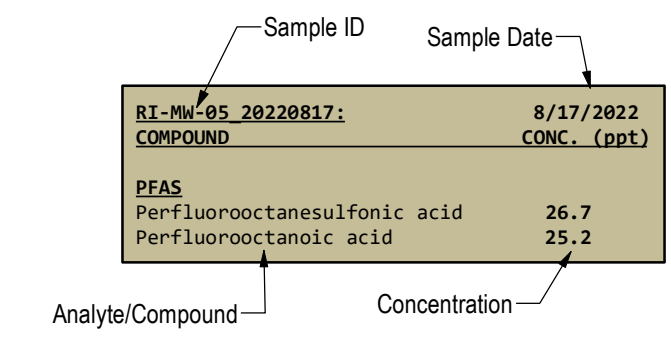 Sample ID
Sample Date
RI-MW-05_20220817: 8/17/2022
COMPOUND CONC. (ppt)
PFAS
Perfluorooctanesulfonic acid 26.7
Perfluorooctanoic acid 25.2
Analyte/Compound
Concentration